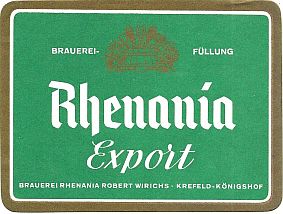 BRAUEREI- FÜLLUNG
Rhenania
Export
BRAUEREI RHENANIA ROBERT WIRICHS - KREFELD-KÖNIGSHOF